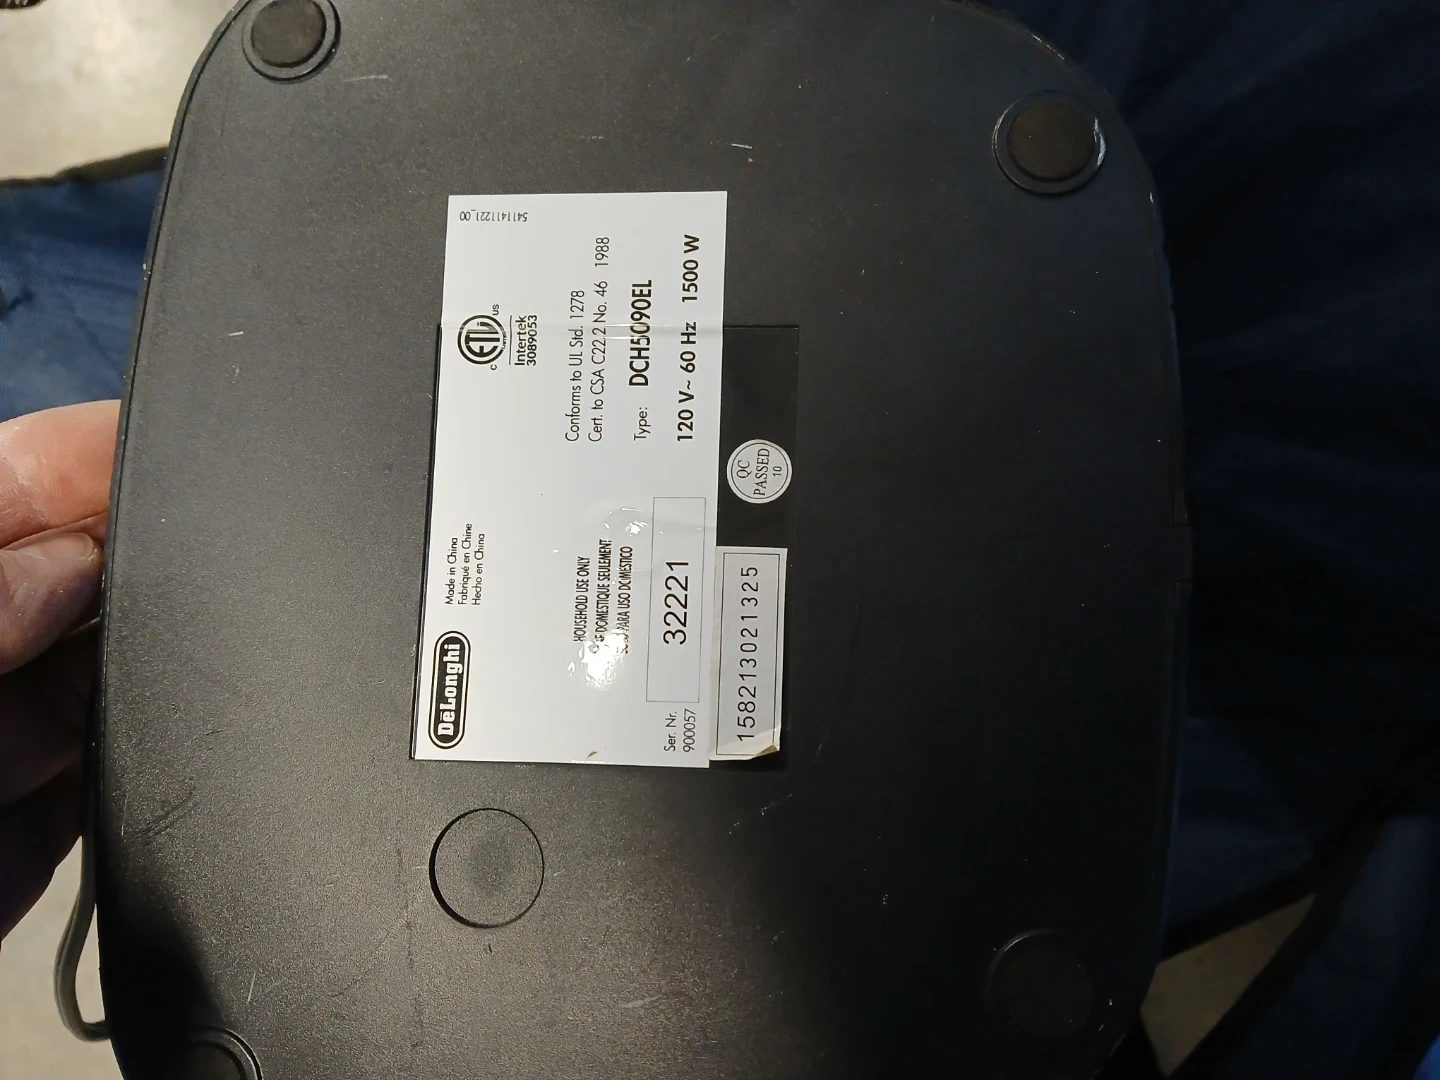 5411411221_00
c ETL us
Intertek
3089053
Conforms to UL Std. 1278
Cert. to CSA C22.2 No. 46 1988
Type: DCH5090EL
120 V~ 60 Hz 1500 W
DeLonghi
Made in China
Fabriqué en Chine
Hecho en China
HOUSEHOLD USE ONLY
DOMESTIQUE SEULEMENT
PARA USO DOMESTICO
Ser. Nr.
900057
32221
QC
PASSED
10
1582130213​25